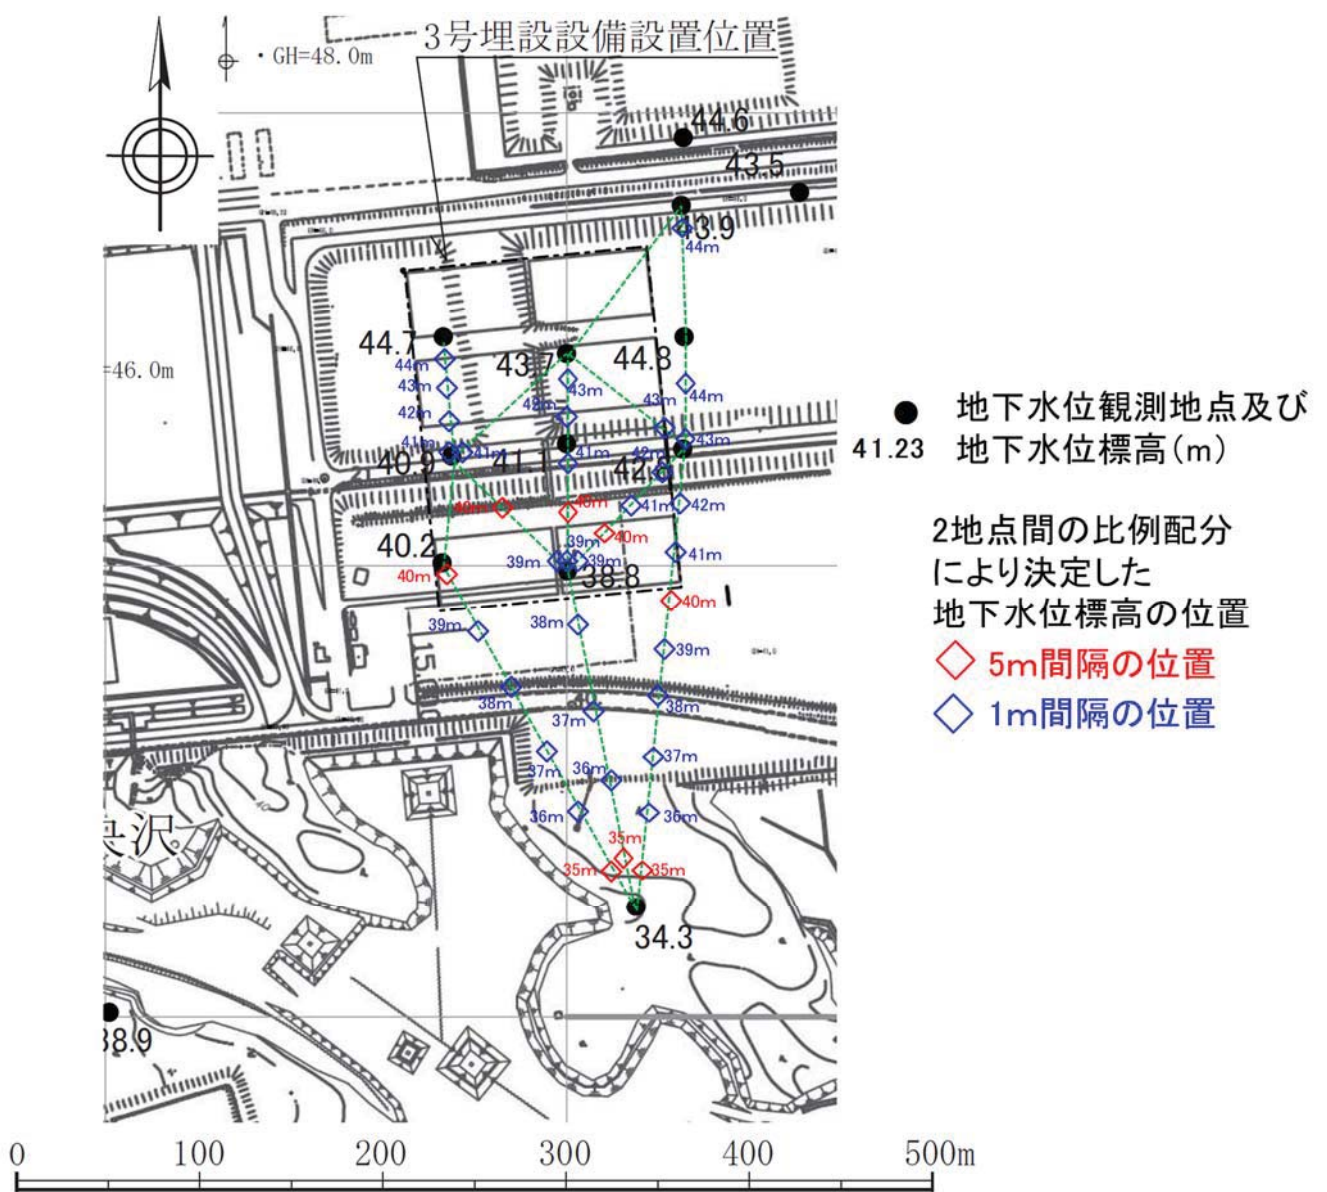 3号埋設設備設置位置
・GH=48.0m
44.6
43.5
43.9
44m
44.7
43.7
44.8
=46.0m
44m
43m
44m
43m
42m
43m
43m
42m
41m
41m
41m
42m
40.9
41.1
40m
41m
42m
40m
39m
40m
41m
40.2
39m
39m
38.8
40m
40m
39m
38m
39m
38m
37m
38m
37m
36m
37m
36m
36m
35m
35m
35m
34.3
38.9
地下水位観測地点及び
41.23 地下水位標高(m)
2地点間の比例配分
により決定した
地下水位標高の位置
5m間隔の位置
1m間隔の位置
0 100 200 300 400 500m